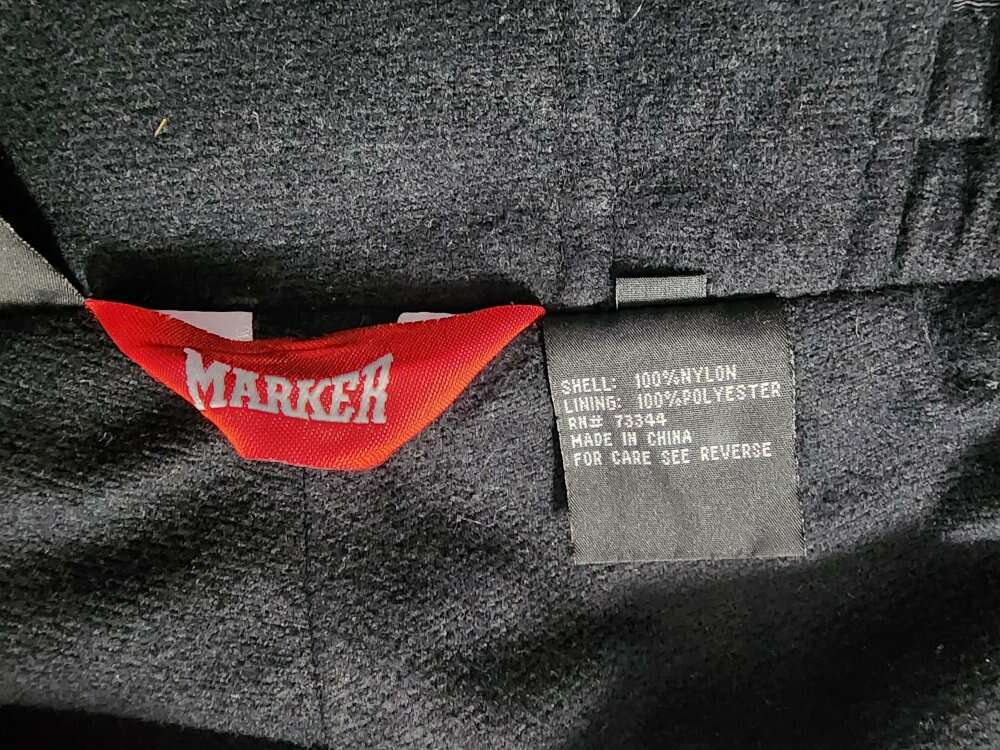 MARKER
SHELL: 100%NYLON
LINING: 100%POLYESTER
RN# 73344
MADE IN CHINA
FOR CARE SEE REVERSE